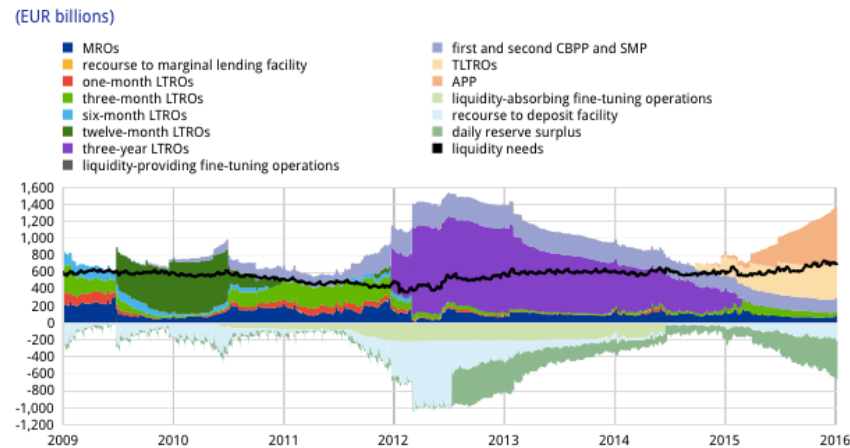 (EUR billions)
MROs
recourse to marginal lending facility
one-month LTROs
three-month LTROs
six-month LTROs
twelve-month LTROs
three-year LTROs
liquidity-providing fine-tuning operations
first and second CBPP and SMP
TLTROs
APP
liquidity-absorbing fine-tuning operations
recourse to deposit facility
daily reserve surplus
liquidity needs
1,600
1,400
1,200
1,000
800
600
400
200
0
-200
-400
-600
-800
-1,000
-1,200
2009 2010 2011 2012 2013 2014 2015 2016